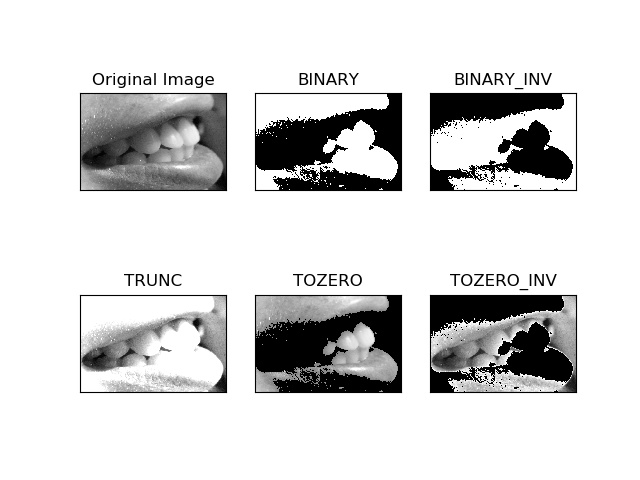 Original Image
BINARY
BINARY_INV
TRUNC
TOZERO
TOZERO_INV